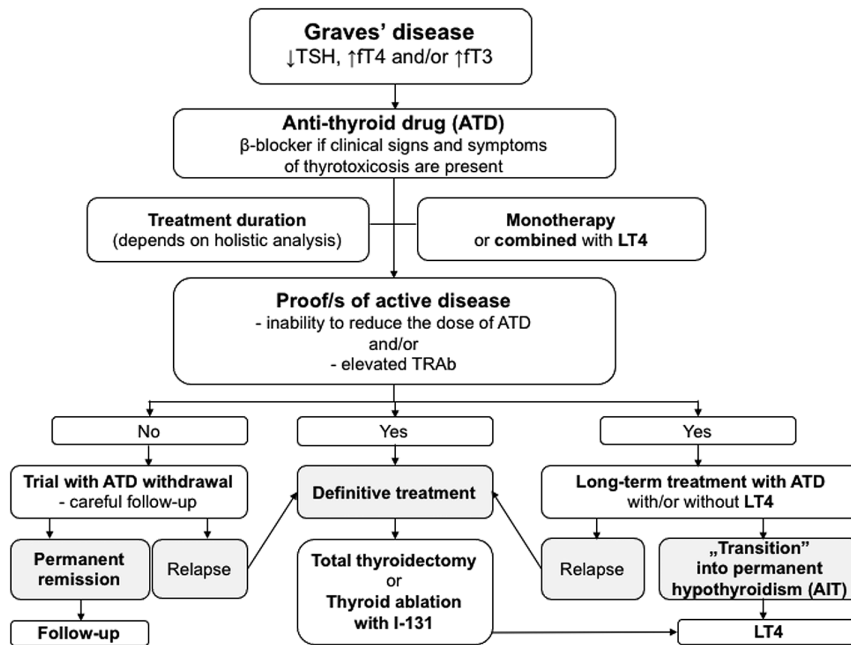 Graves’ disease
↓TSH, ↑fT4 and/or ↑fT3
Anti-thyroid drug (ATD)
β-blocker if clinical signs and symptoms
of thyrotoxicosis are present
Treatment duration
(depends on holistic analysis)
Monotherapy
or combined with LT4
Proof/s of active disease
- inability to reduce the dose of ATD
and/or
- elevated TRAb
No
Yes
Yes
Trial with ATD withdrawal
- careful follow-up
Definitive treatment
Long-term treatment with ATD
with/or without LT4
Permanent
remission
Relapse
Total thyroidectomy
or
Thyroid ablation
with I-131
Relapse
„Transition”
into permanent
hypothyroidism (AIT)
Follow-up
LT4